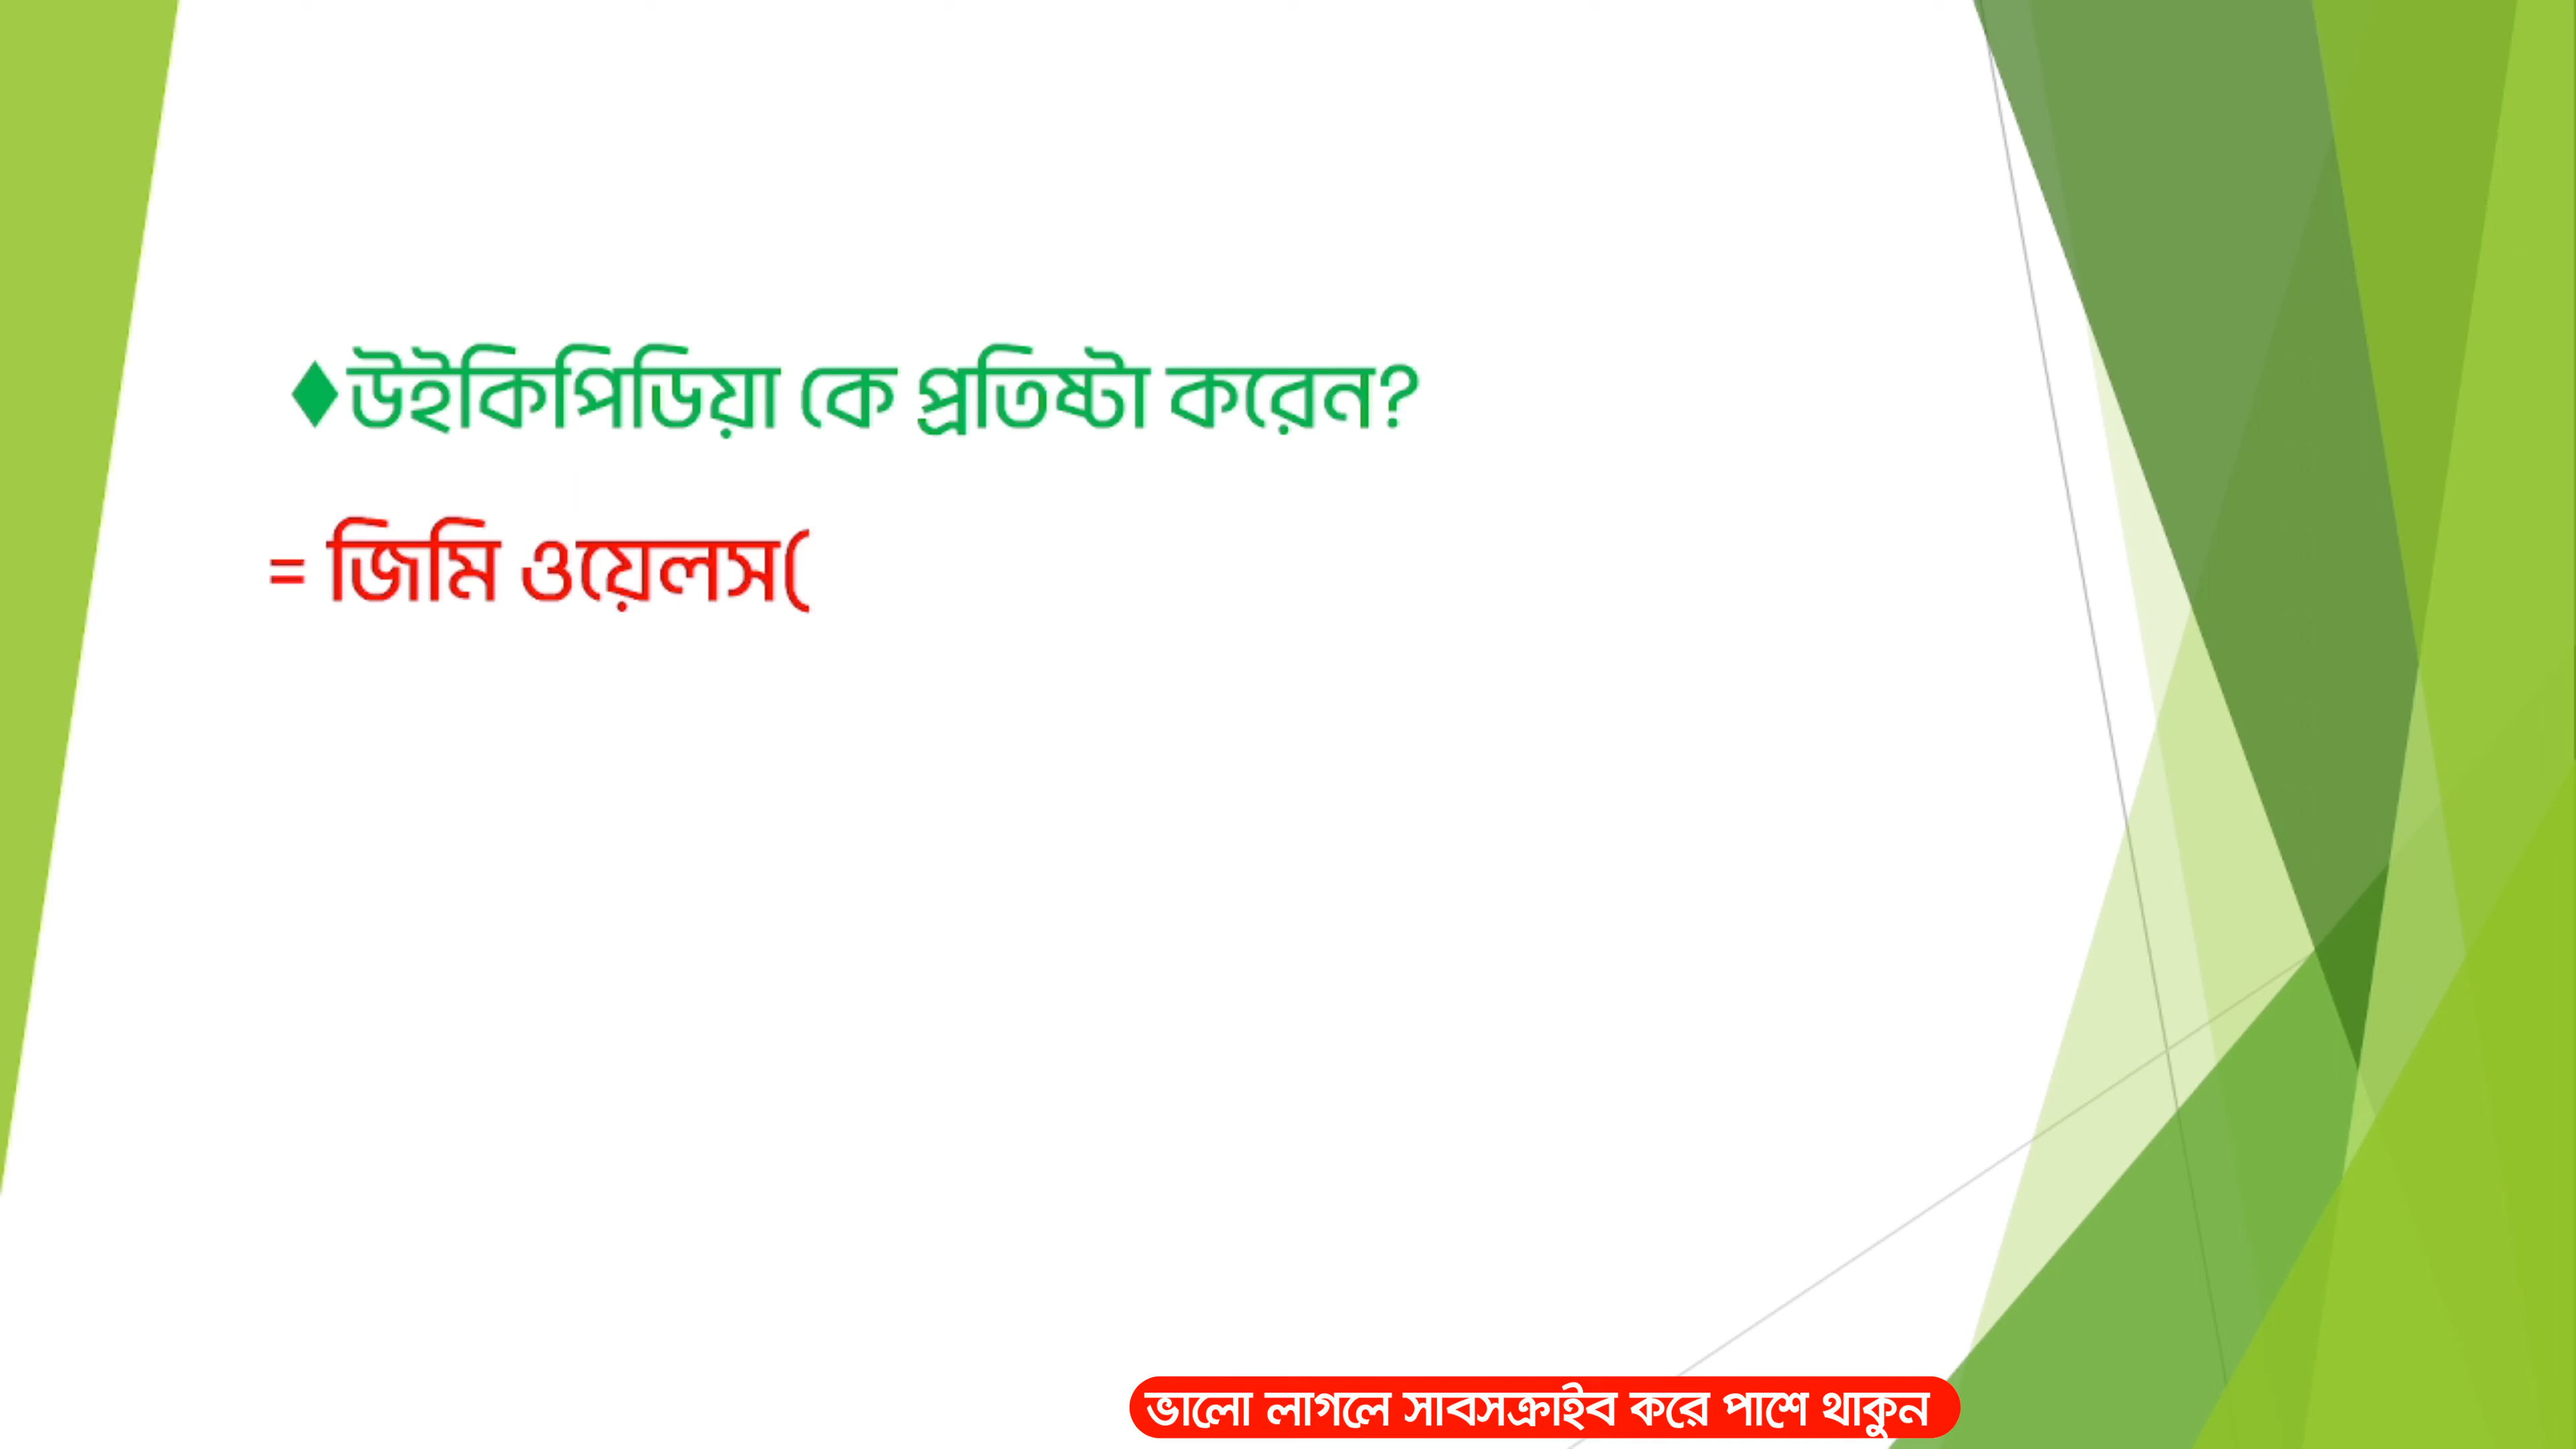 ♦উইকিপিডিয়া কে প্রতিষ্টা করেন?
= জিমি ওয়েলস(
ভালো লাগলে সাবসক্রাইব করে পাশে থাকুন